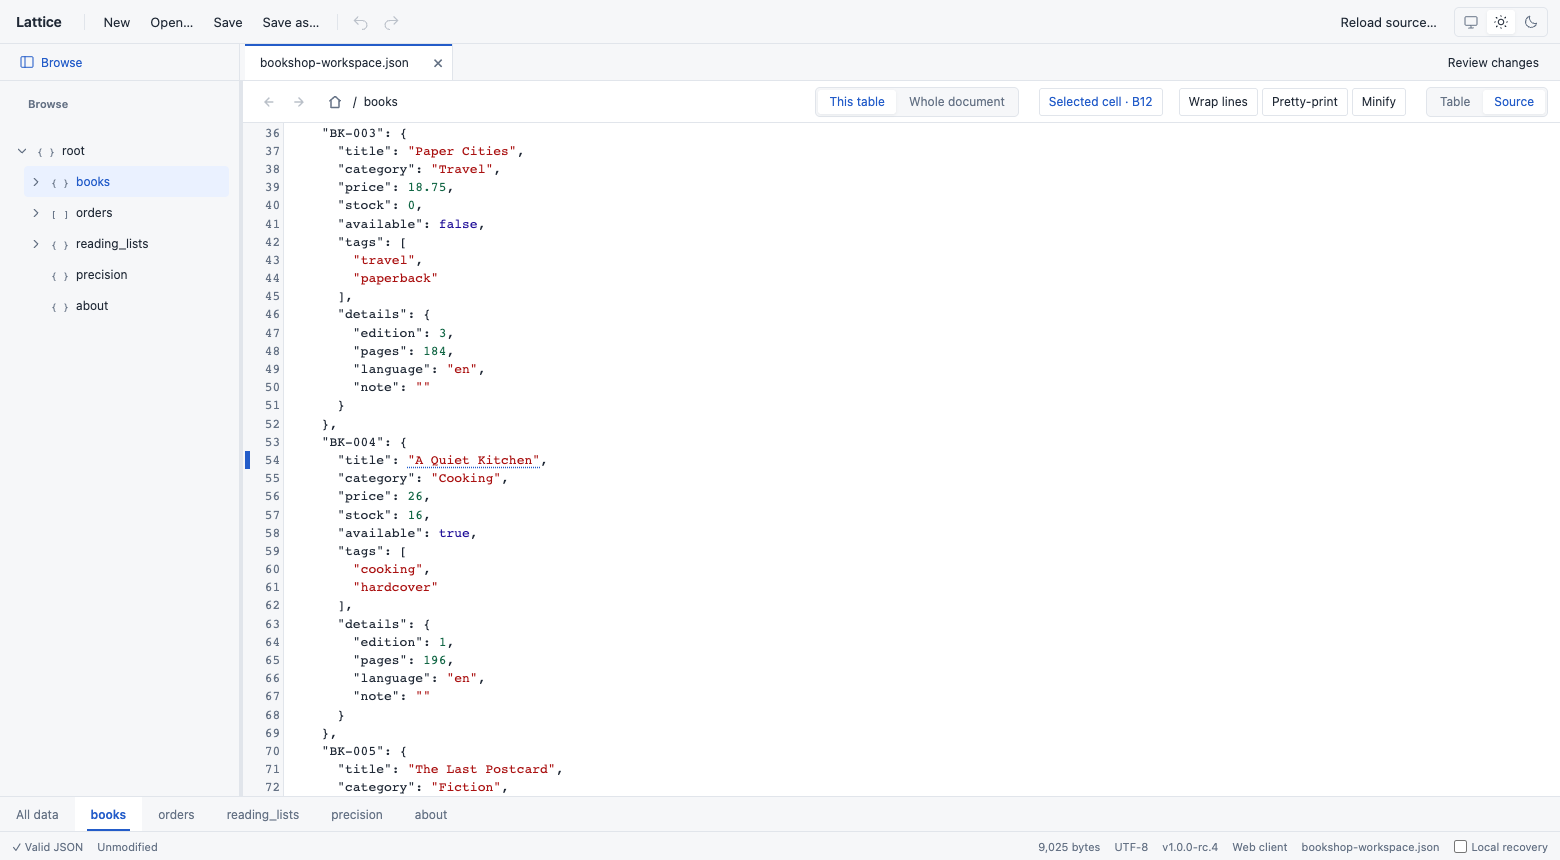 Lattice New Open... Save Save as... Reload source...
Browse bookshop-workspace.json Review changes
Browse
/ books This table Whole document Selected cell · B12 Wrap lines Pretty-print Minify Table Source
{ } root
{ } books
[ ] orders
{ } reading_lists
{ } precision
{ } about
36 "BK-003": {
37 "title": "Paper Cities",
38 "category": "Travel",
39 "price": 18.75,
40 "stock": 0,
41 "available": false,
42 "tags": [
43 "travel",
44 "paperback"
45 ],
46 "details": {
47 "edition": 3,
48 "pages": 184,
49 "language": "en",
50 "note": ""
51 }
52 },
53 "BK-004": {
54 "title": "A Quiet Kitchen",
55 "category": "Cooking",
56 "price": 26,
57 "stock": 16,
58 "available": true,
59 "tags": [
60 "cooking",
61 "hardcover"
62 ],
63 "details": {
64 "edition": 1,
65 "pages": 196,
66 "language": "en",
67 "note": ""
68 }
69 },
70 "BK-005": {
71 "title": "The Last Postcard",
72 "category": "Fiction",
All data books orders reading_lists precision about
Valid JSON Unmodified 9,025 bytes UTF-8 v1.0.0-rc.4 Web client bookshop-workspace.json Local recovery